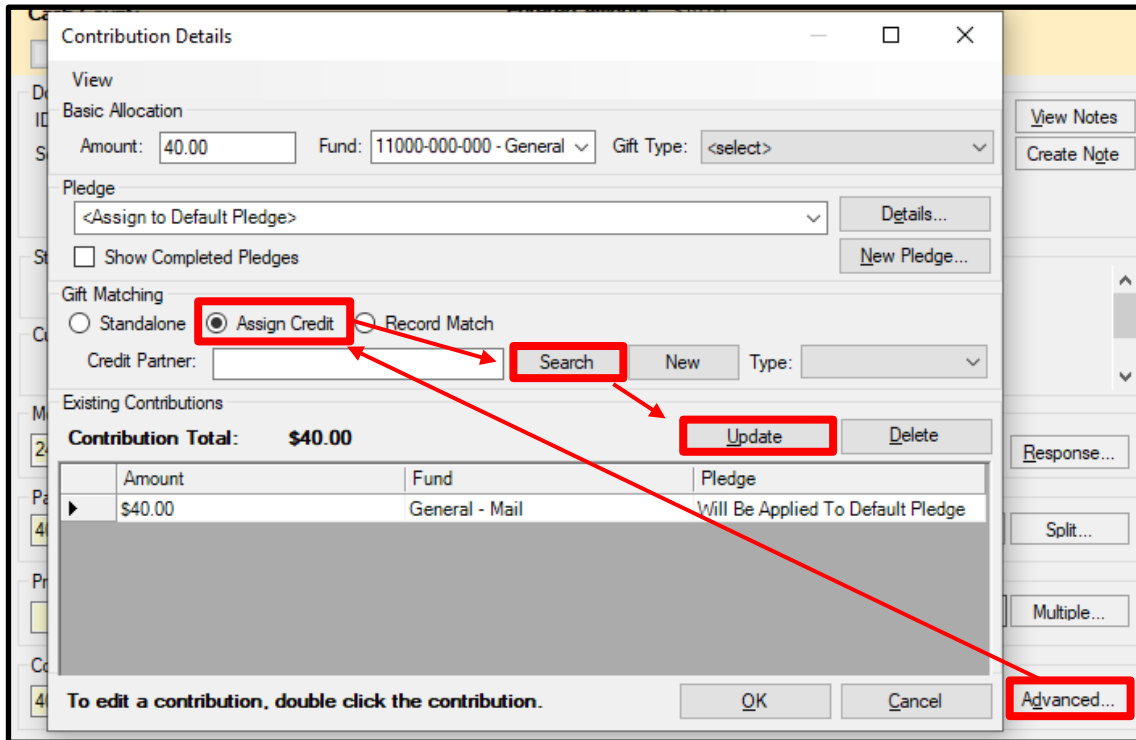 Contribution Details
View
Basic Allocation
Amount: 40.00 Fund: 11000-000-000 - General Gift Type: <select>
Pledge
<Assign to Default Pledge> Details...
Show Completed Pledges New Pledge...
Gift Matching
Standalone Assign Credit Record Match
Credit Partner: Search New Type:
Existing Contributions
Contribution Total: $40.00 Update Delete
Amount Fund Pledge
$40.00 General - Mail Will Be Applied To Default Pledge
To edit a contribution, double click the contribution. OK Cancel
View Notes
Create Note
Response...
Split...
Multiple...
Advanced...